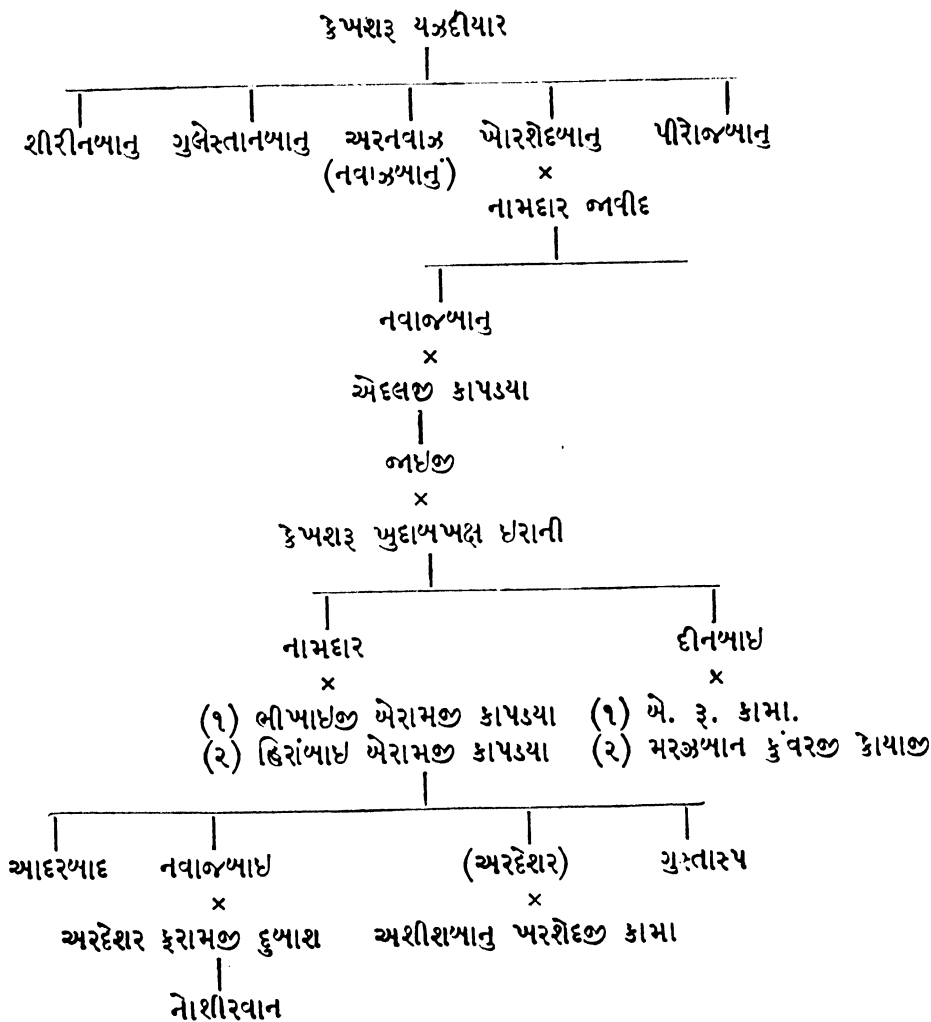 કેખશરૂ યઝદીયાર
શીરીનબાનુ ગુલેસ્તાનબાનુ અરનવાઝ ખોરશેદબાનુ પીરોજબાનુ
(નવાઝબાનું) ×
નામદાર જાવીદ
નવાજબાનુ
×
એદલજી કાપડયા
જાઇજી
×
કેખશરૂ ખુદાબખક્ષ ઇરાની
નામદાર દીનબાઇ
× ×
(૧) ભીખાઇજી બેરામજી કાપડયા (૧) બે. રૂ. કામા.
(૨) હિરાંબાઇ બેરામજી કાપડયા (૨) મરઝબાન કુંવરજી કોયાજી
આદરબાદ નવાજબાઇ (અરદેશર) ગુસ્તાસ્પ
× ×
અરદેશર ફરામજી દુબાશ અશીશબાનુ ખરશેદજી કામા
નોશીરવાન